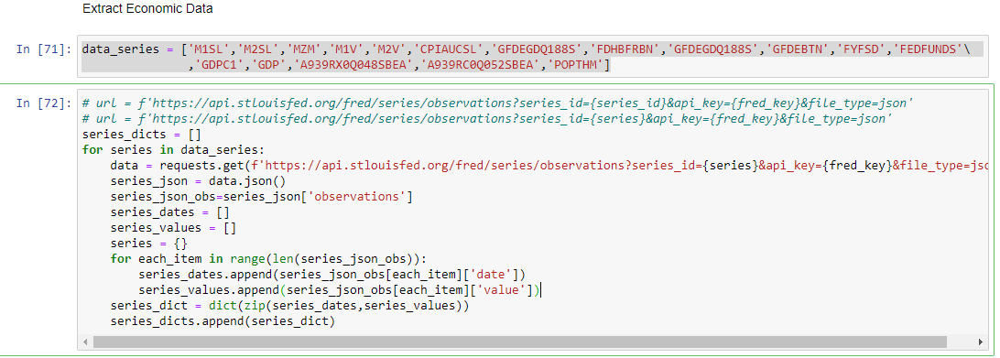 Extract Economic Data
In [71]: data_series = ['M1SL','M2SL','MZM','M1V','M2V','CPIAUCSL','GFDEGDQ188S','FDHBFRBN','GFDEGDQ188S','GFDEBTN','FYFSD','FEDFUNDS'\
,'GDPC1','GDP','A939RX0Q048SBEA','A939RC0Q052SBEA','POPTHM']
In [72]: # url = f'https://api.stlouisfed.org/fred/series/observations?series_id={series_id}&api_key={fred_key}&file_type=json'
# url = f'https://api.stlouisfed.org/fred/series/observations?series_id={series}&api_key={fred_key}&file_type=json'
series_dicts = []
for series in data_series:
    data = requests.get(f'https://api.stlouisfed.org/fred/series/observations?series_id={series}&api_key={fred_key}&file_type=jsc
    series_json = data.json()
    series_json_obs=series_json['observations']
    series_dates = []
    series_values = []
    series = {}
    for each_item in range(len(series_json_obs)):
        series_dates.append(series_json_obs[each_item]['date'])
        series_values.append(series_json_obs[each_item]['value'])
    series_dict = dict(zip(series_dates,series_values))
    series_dicts.append(series_dict)